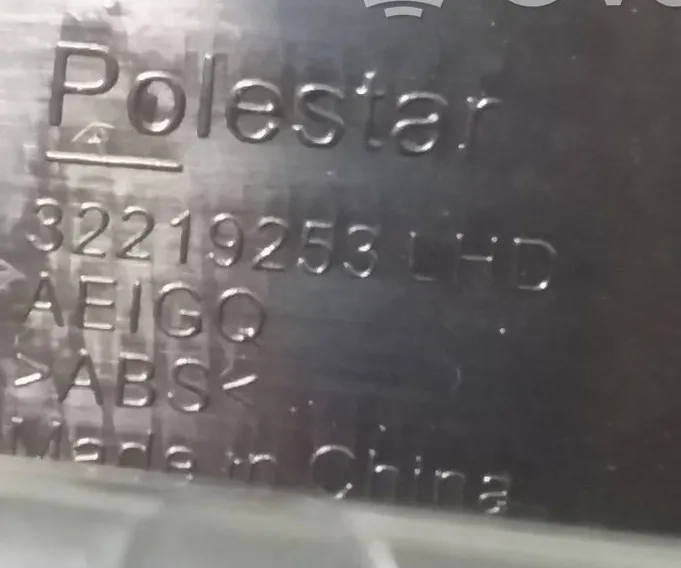 Polestar
32219253 LHD
AEIGQ
>ABS<
Made in China